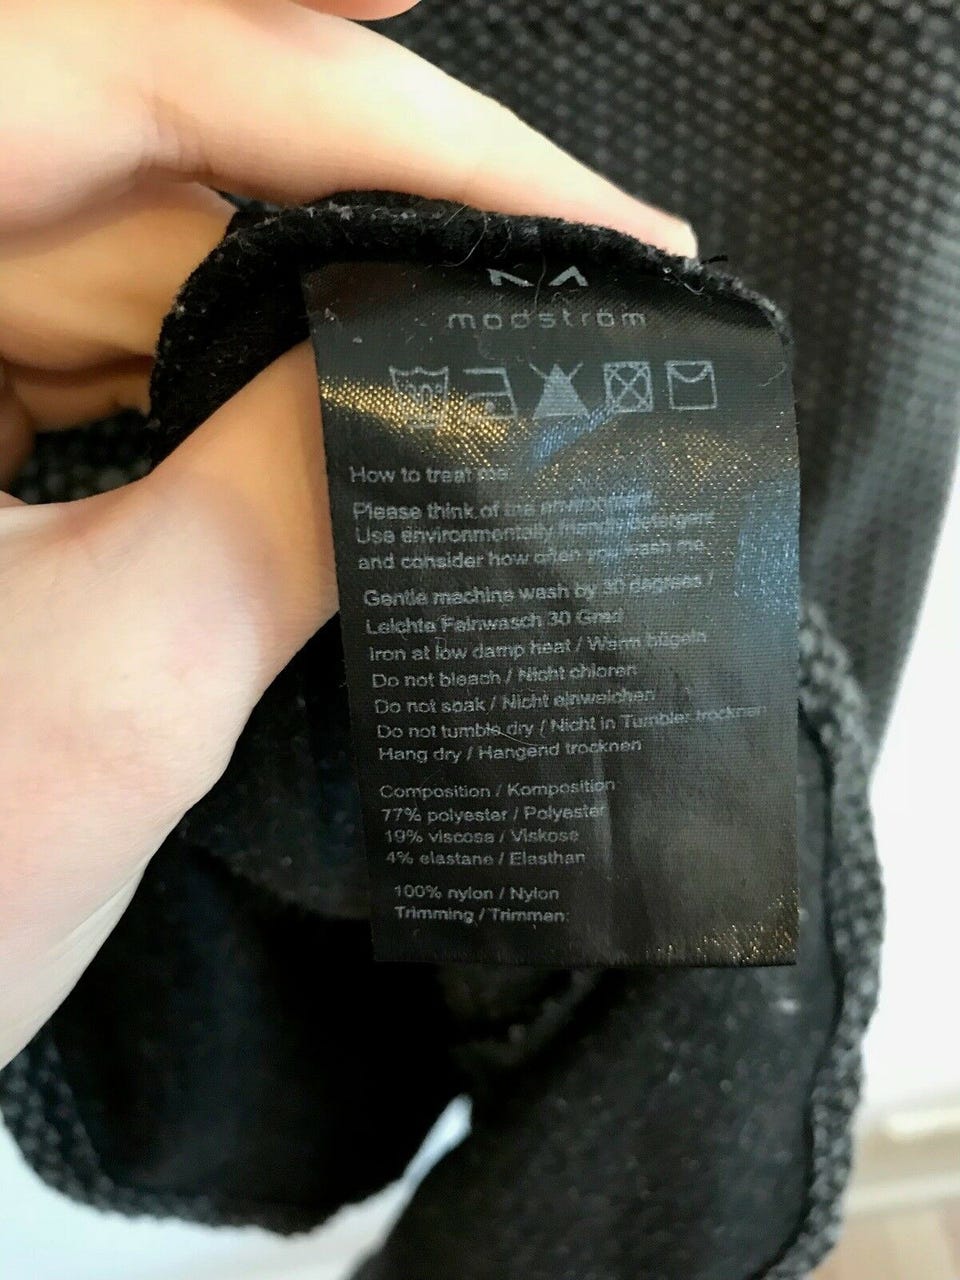 modström
30°
How to treat me
Please think of the environment
Use environmentally friendly detergent
and consider how often you wash me
Gentle machine wash by 30 degrees /
Leichte Feinwasch 30 Grad
Iron at low damp heat / Warm bügeln
Do not bleach / Nicht chloren
Do not soak / Nicht einweichen
Do not tumble dry / Nicht in Tumbler trocknen
Hang dry / Hangend trocknen
Composition / Komposition
77% polyester / Polyester
19% viscosa / Viskose
4% elastane / Elasthan
100% nylon / Nylon
Trimming / Trimmen: